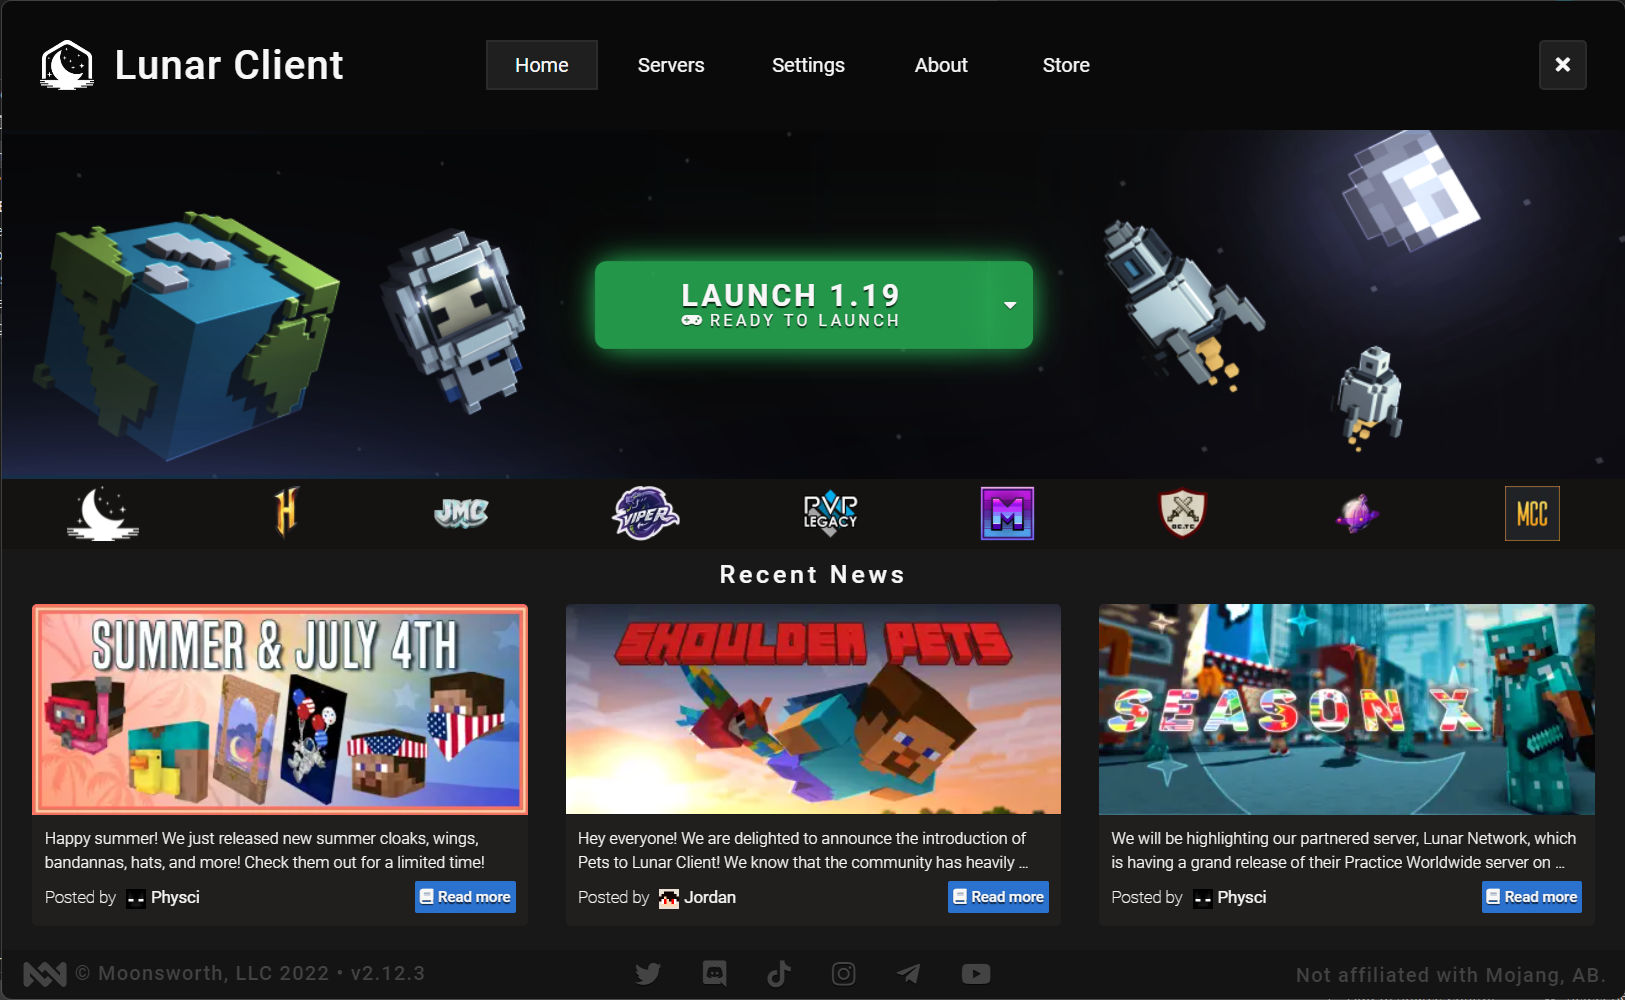 Lunar Client
Home
Servers
Settings
About
Store
LAUNCH 1.19
READY TO LAUNCH
H
JMC
VIPER
PVP
LEGACY
M
BC.TC
MCC
Recent News
SUMMER & JULY 4TH
Happy summer! We just released new summer cloaks, wings,
bandannas, hats, and more! Check them out for a limited time!
Posted by Physci
Read more
SHOULDER PETS
Hey everyone! We are delighted to announce the introduction of
Pets to Lunar Client! We know that the community has heavily ...
Posted by Jordan
Read more
SEASON X
We will be highlighting our partnered server, Lunar Network, which
is having a grand release of their Practice Worldwide server on ...
Posted by Physci
Read more
© Moonsworth, LLC 2022 • v2.12.3
Not affiliated with Mojang, AB.